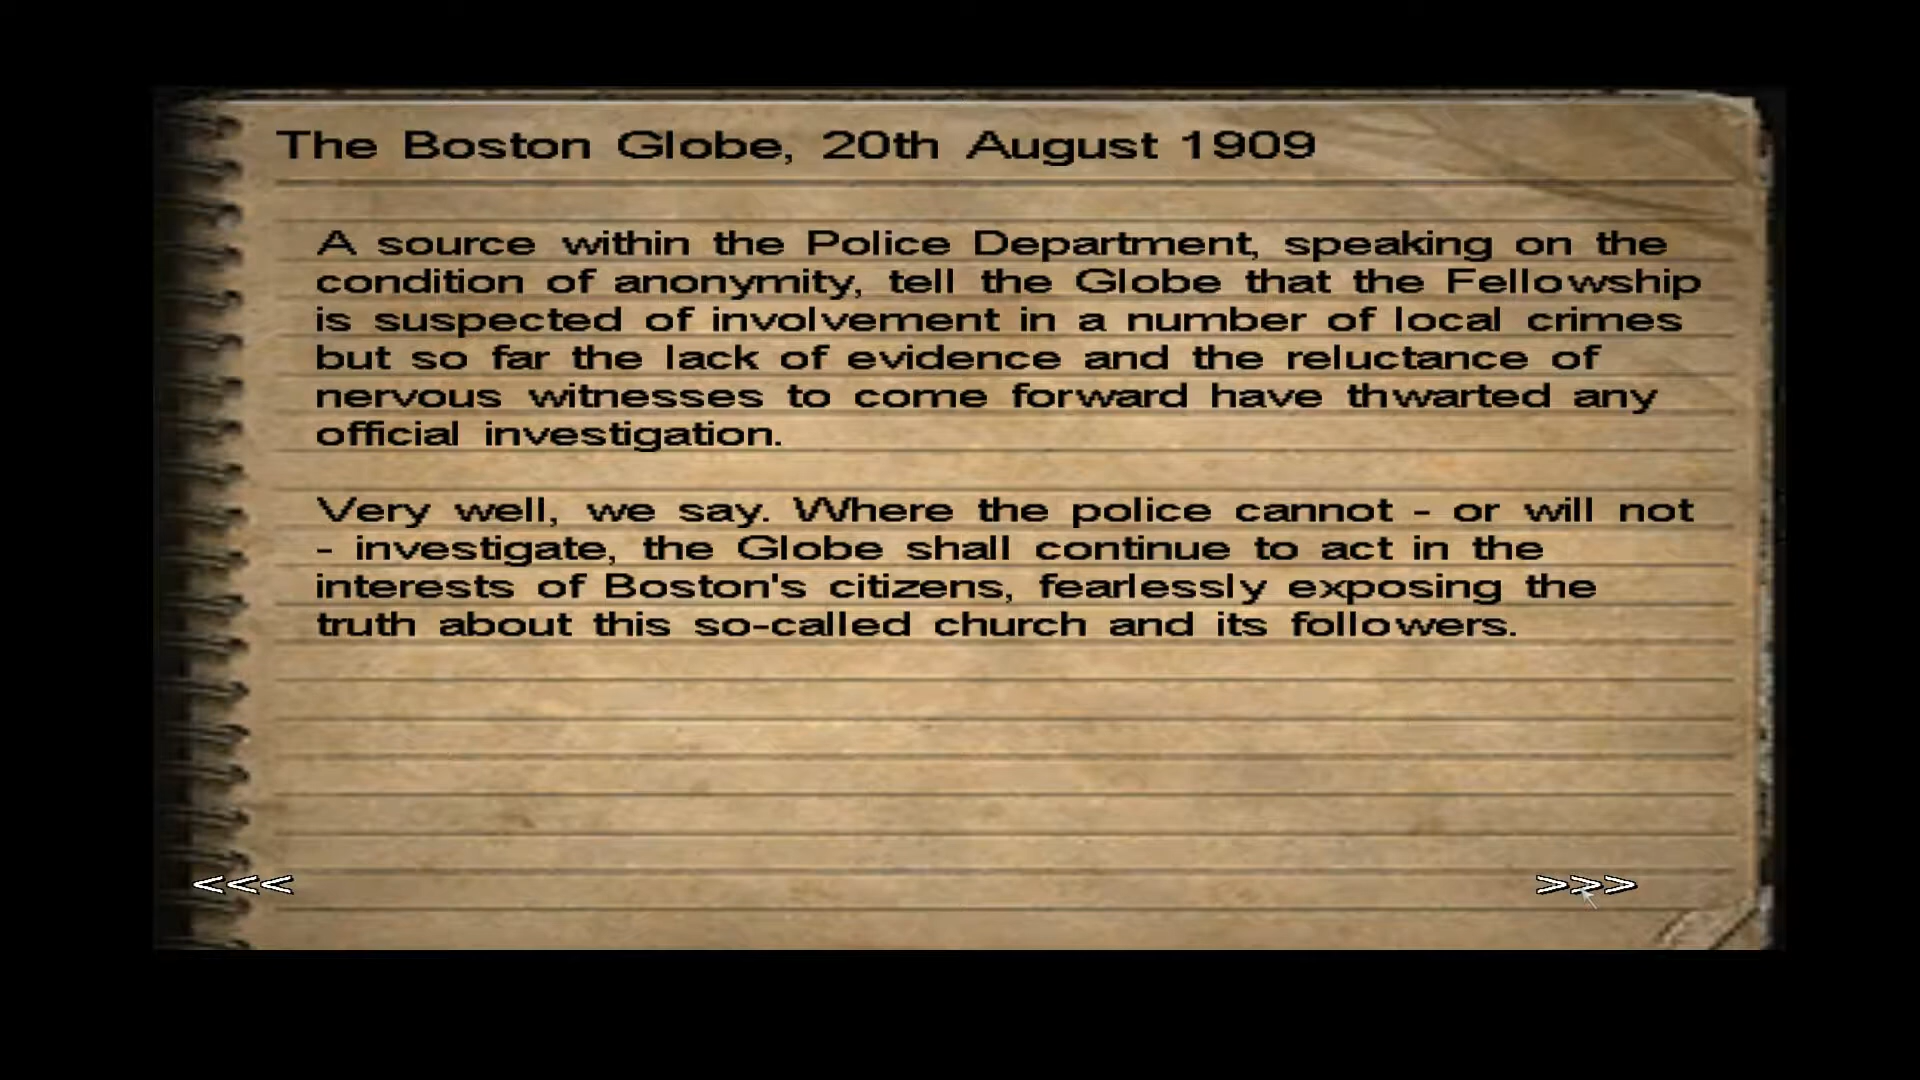 The Boston Globe, 20th August 1909
A source within the Police Department, speaking on the
condition of anonymity, tell the Globe that the Fellowship
is suspected of involvement in a number of local crimes
but so far the lack of evidence and the reluctance of
nervous witnesses to come forward have thwarted any
official investigation.
Very well, we say. Where the police cannot - or will not
- investigate, the Globe shall continue to act in the
interests of Boston's citizens, fearlessly exposing the
truth about this so-called church and its followers.
<<< >>>